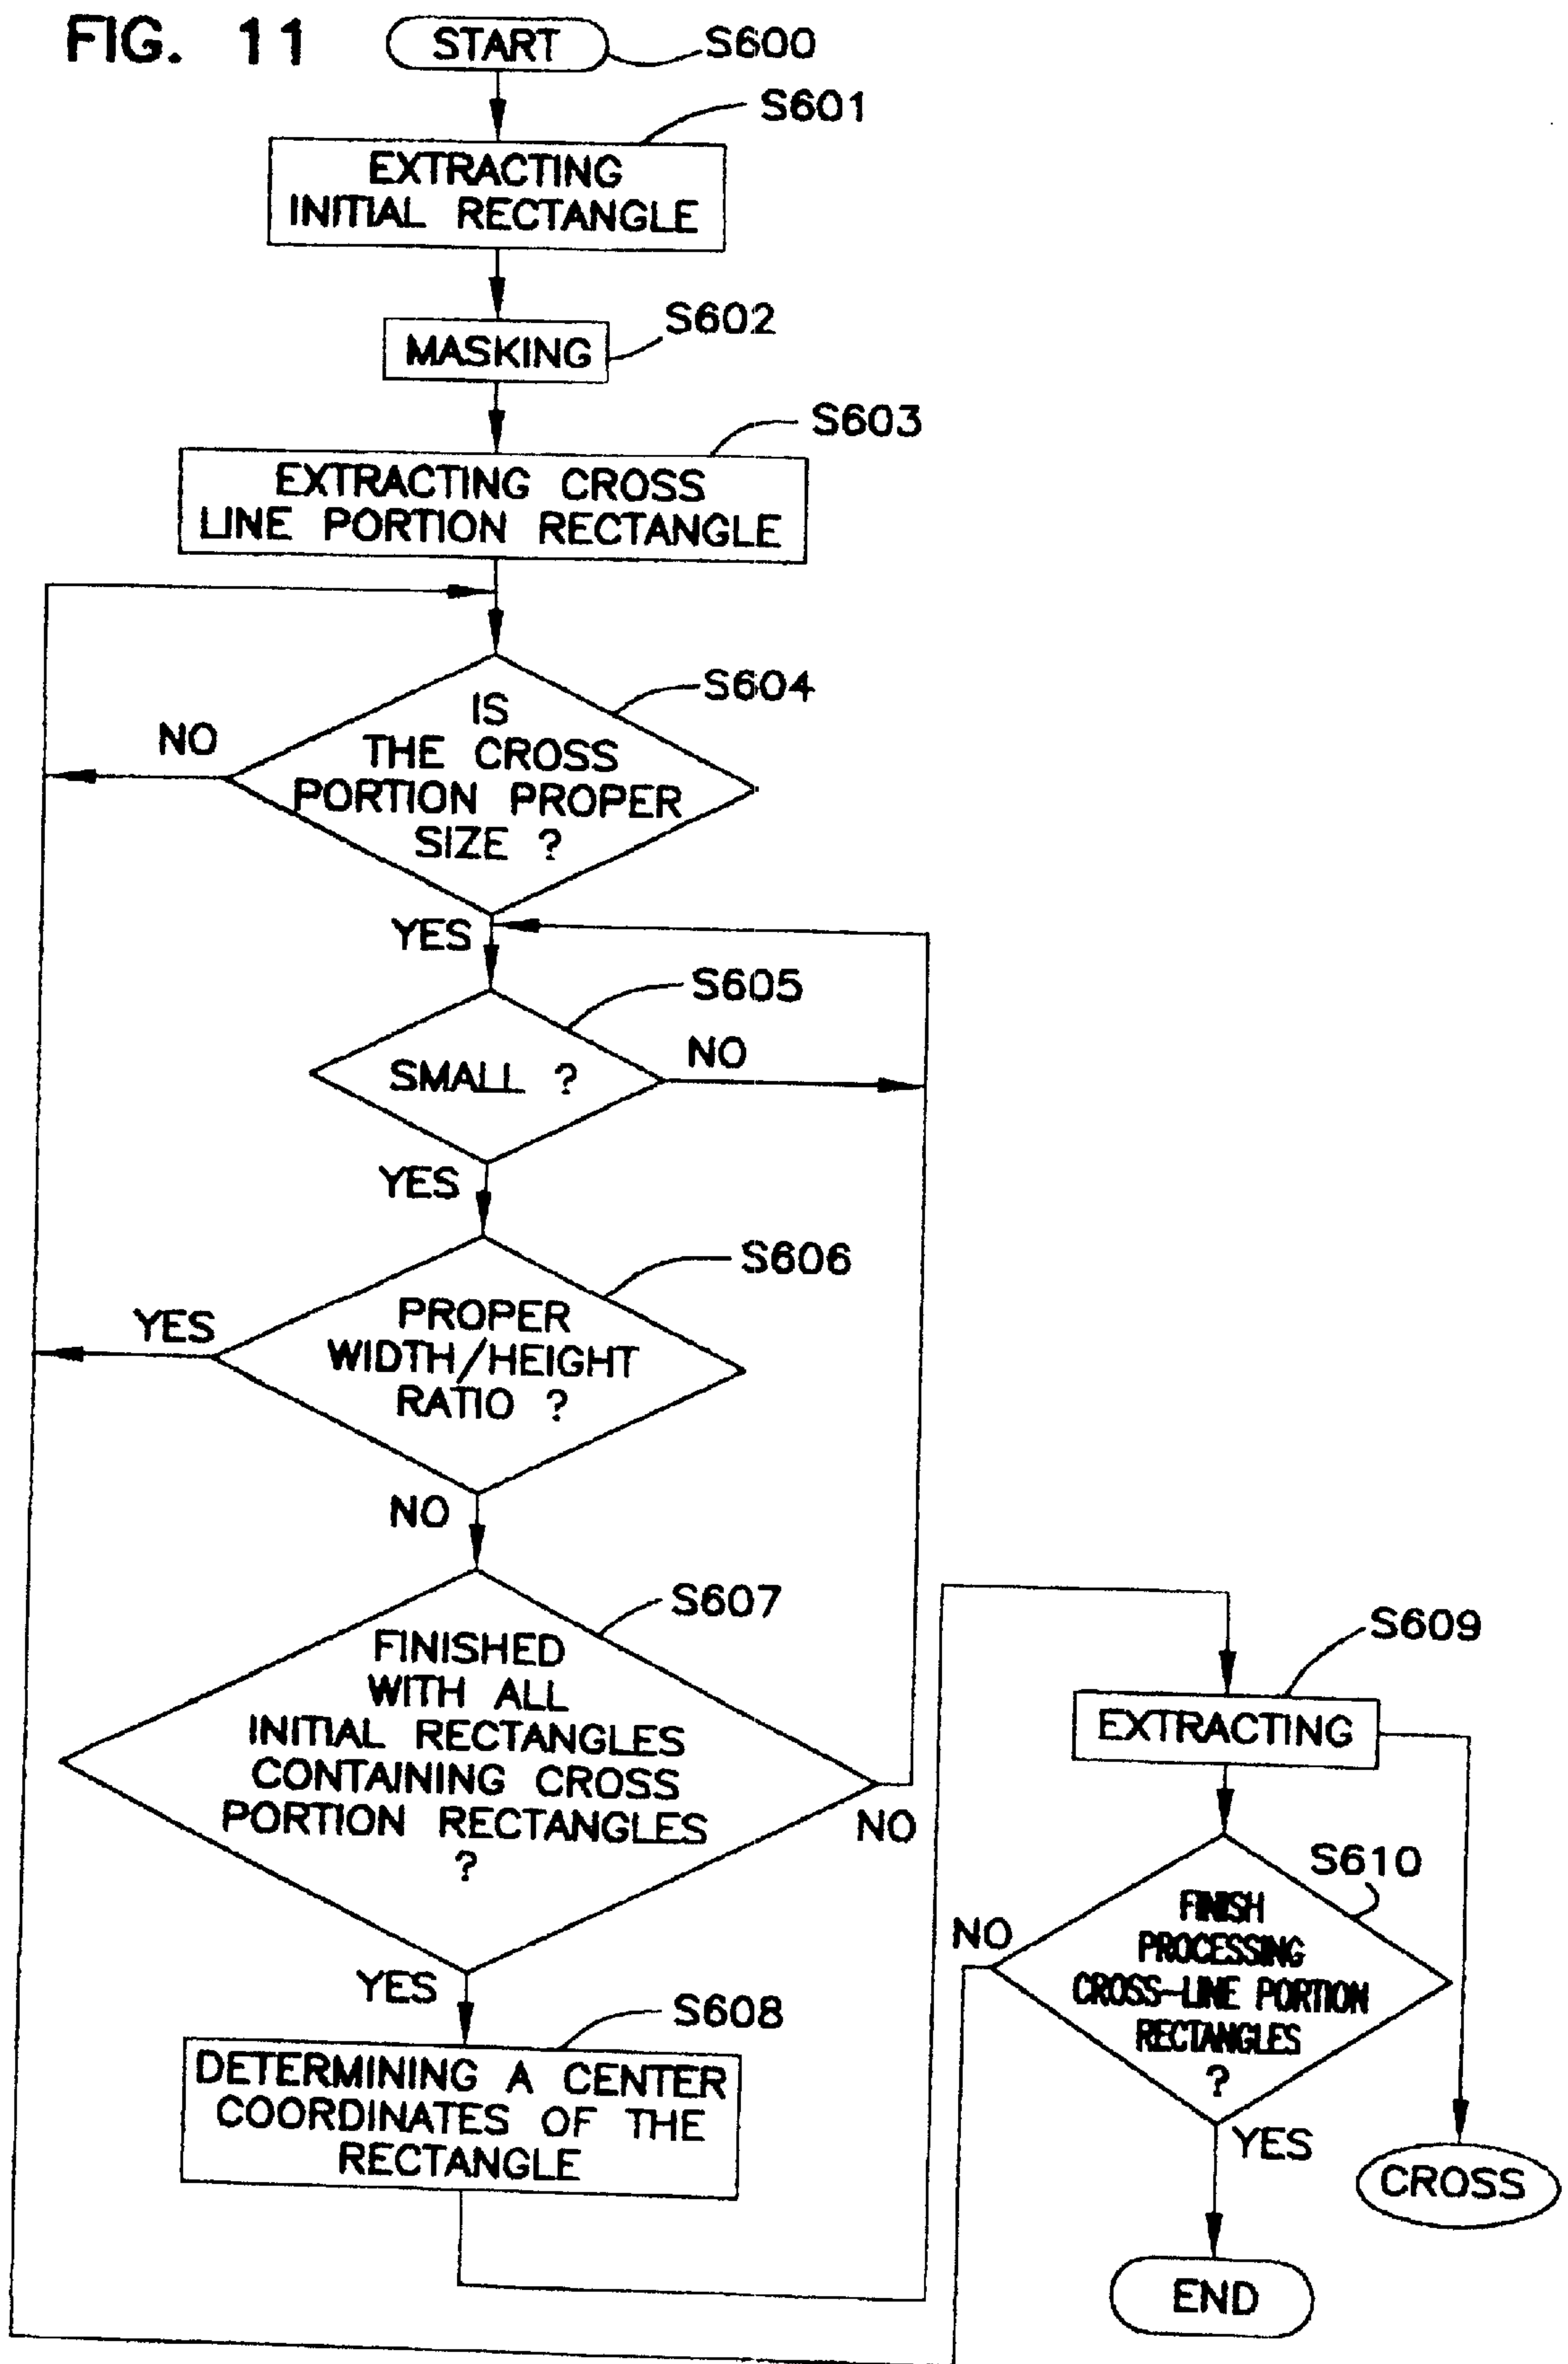 FIG. 11
START
S600
S601
EXTRACTING
INITIAL RECTANGLE
S602
MASKING
S603
EXTRACTING CROSS
LINE PORTION RECTANGLE
S604
IS
THE CROSS
PORTION PROPER
SIZE ?
NO
YES
S605
SMALL ?
NO
YES
S606
PROPER
WIDTH/HEIGHT
RATIO ?
YES
NO
S607
FINISHED
WITH ALL
INITIAL RECTANGLES
CONTAINING CROSS
PORTION RECTANGLES
?
NO
YES
S608
DETERMINING A CENTER
COORDINATES OF THE
RECTANGLE
S609
EXTRACTING
S610
FINISH
PROCESSING
CROSS-LINE PORTION
RECTANGLES
?
NO
YES
CROSS
END